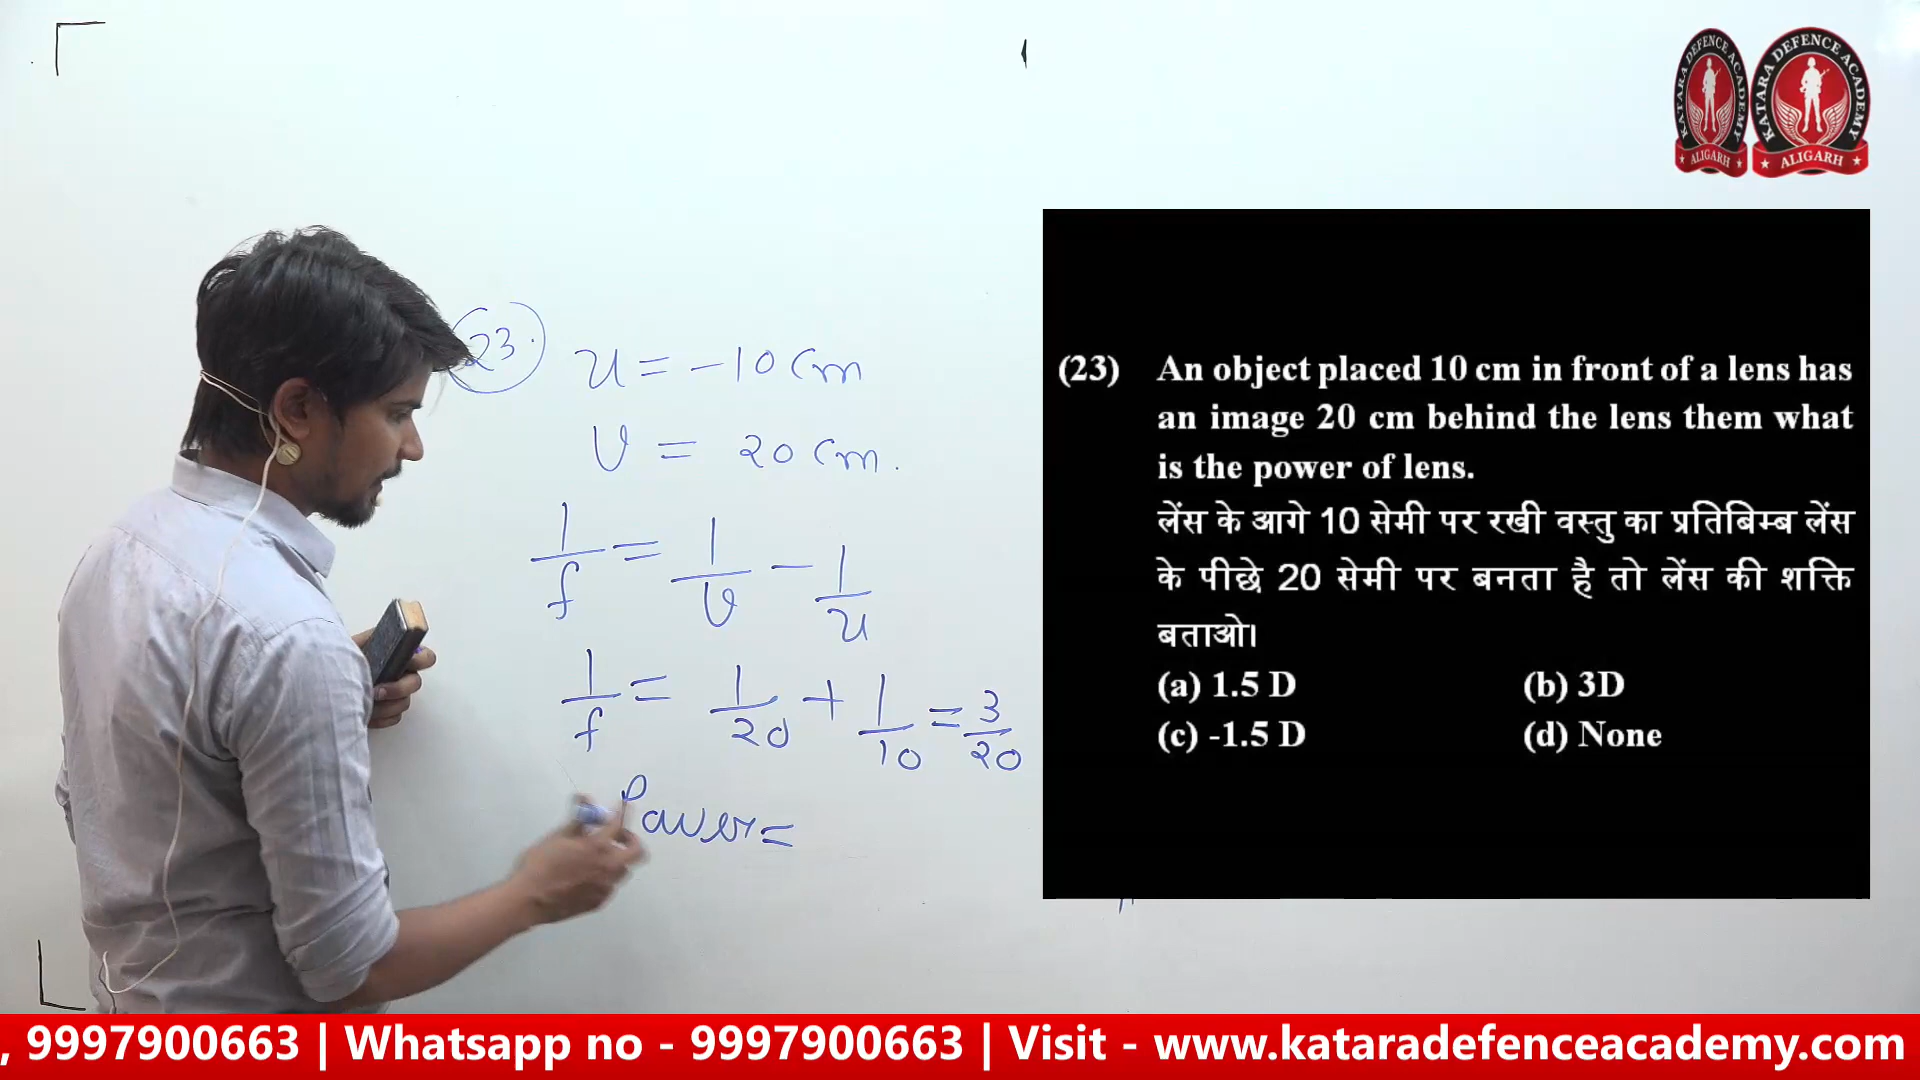 KATARA DEFENCE ACADEMY
ALIGARH
KATARA DEFENCE ACADEMY
ALIGARH
23.
u = -10 cm
v = 20 cm.
1/f = 1/v - 1/u
1/f = 1/20 + 1/10 = 3/20
Power =
(23) An object placed 10 cm in front of a lens has
an image 20 cm behind the lens them what
is the power of lens.
लेंस के आगे 10 सेमी पर रखी वस्तु का प्रतिबिम्ब लेंस
के पीछे 20 सेमी पर बनता है तो लेंस की शक्ति
बताओ।
(a) 1.5 D (b) 3D
(c) -1.5 D (d) None
, 9997900663 | Whatsapp no - 9997900663 | Visit - www.kataradefenceacademy.com